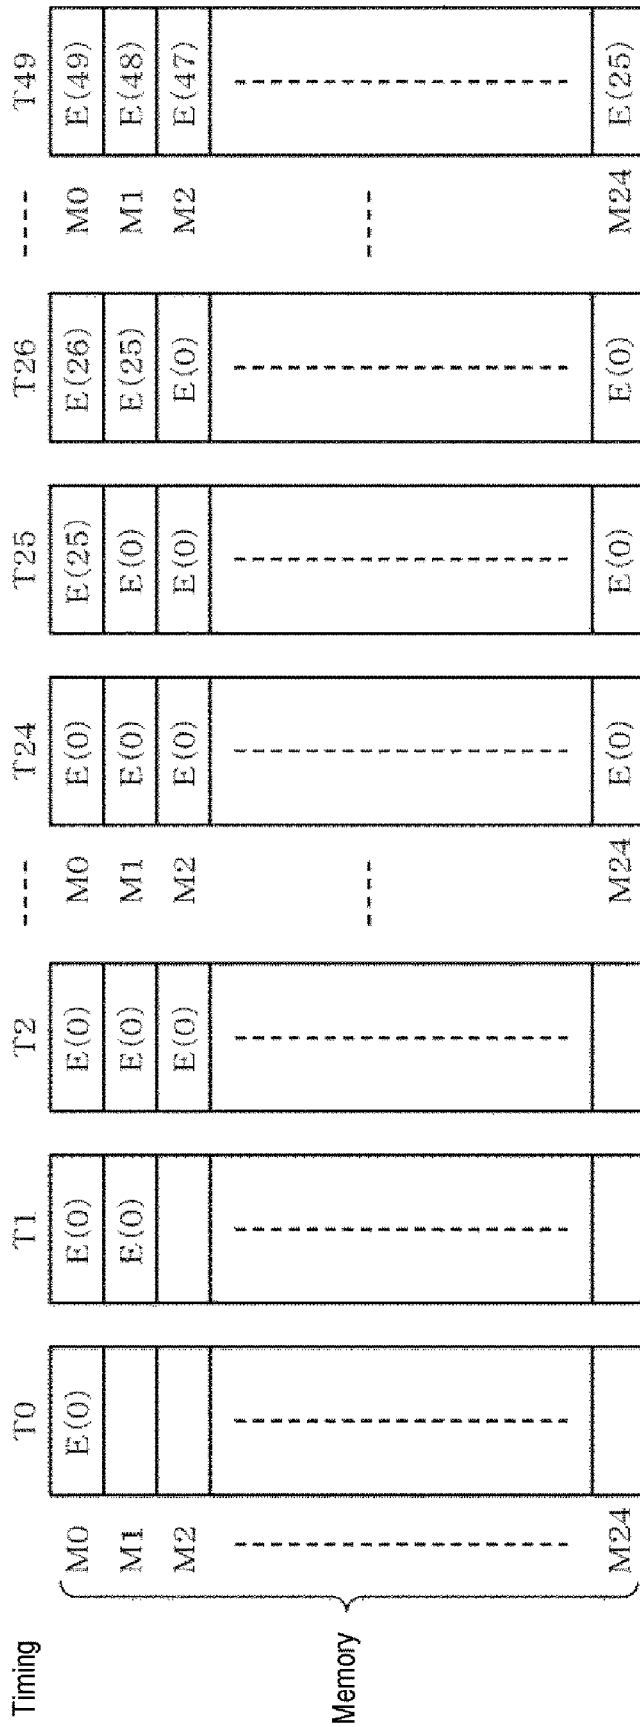 Timing T0 T1 T2 ---- T24 T25 T26 ---- T49
M0 E(0) E(0) E(0) M0 E(0) E(25) E(26) M0 E(49)
M1 E(0) E(0) M1 E(0) E(0) E(25) M1 E(48)
M2 E(0) M2 E(0) E(0) E(0) M2 E(47)
Memory
M24 M24 E(0) E(0) E(0) M24 E(25)